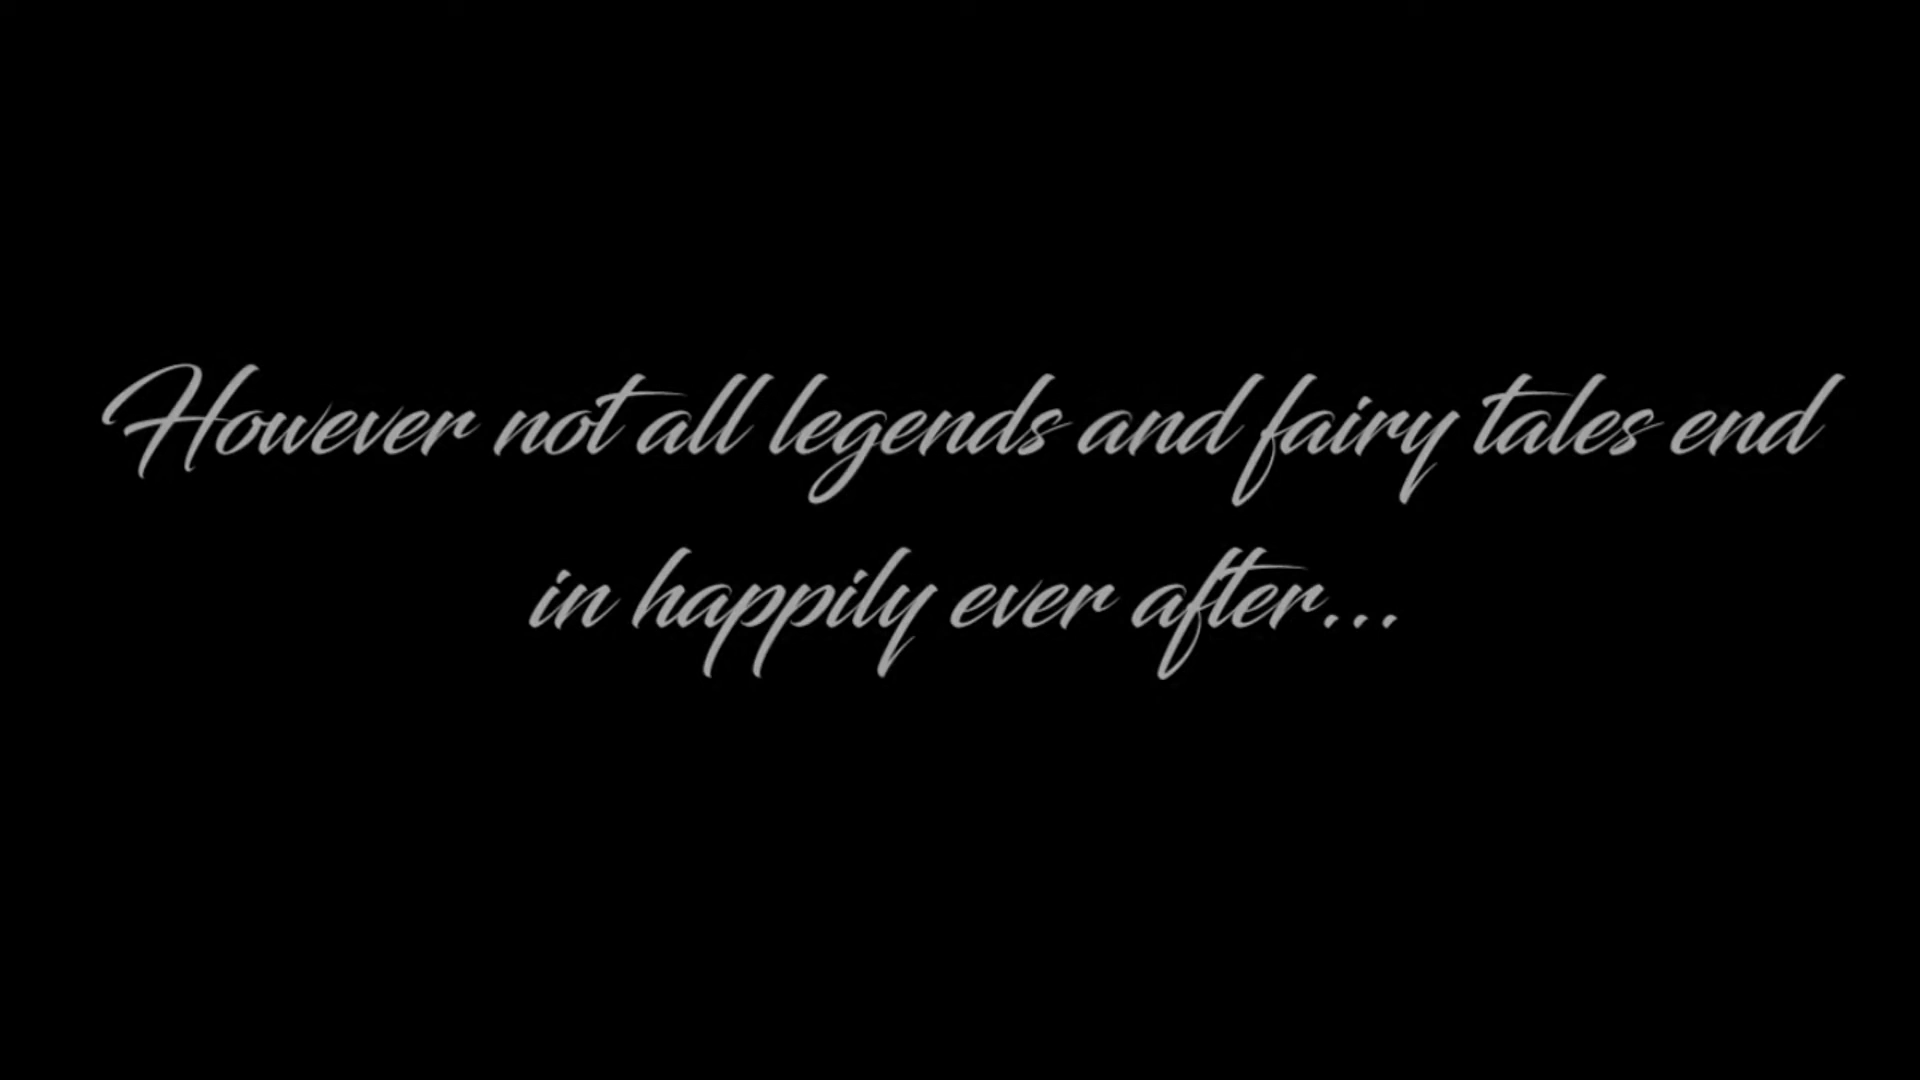 However not all legends and fairy tales end
in happily ever after...